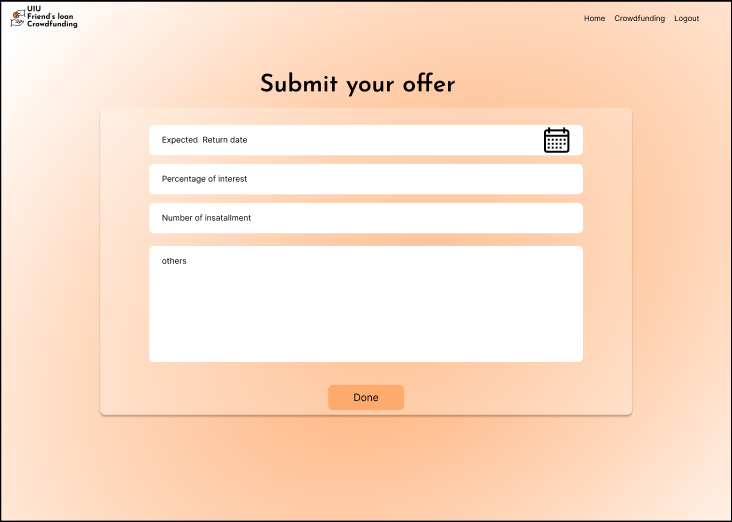 UIU
Friend's loan
Crowdfunding
Home Crowdfunding Logout
Submit your offer
Expected Return date
Percentage of interest
Number of insatallment
others
Done